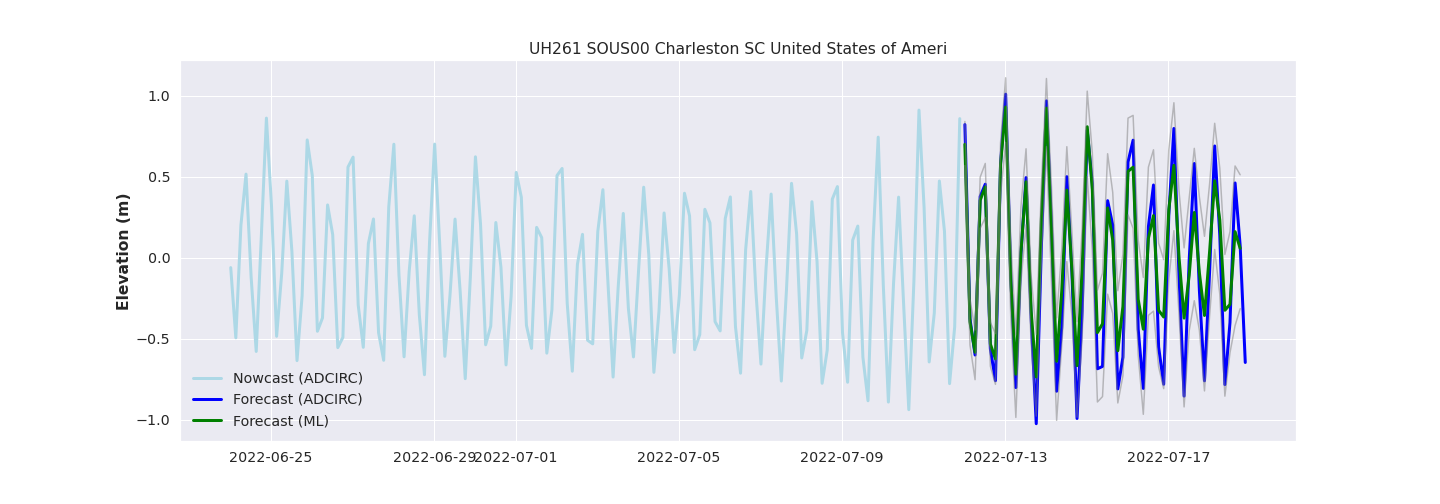 UH261 SOUS00 Charleston SC United States of Ameri
1.0
0.5
0.0
−0.5
−1.0
Elevation (m)
Nowcast (ADCIRC)
Forecast (ADCIRC)
Forecast (ML)
2022-06-25
2022-06-29
2022-07-01
2022-07-05
2022-07-09
2022-07-13
2022-07-17